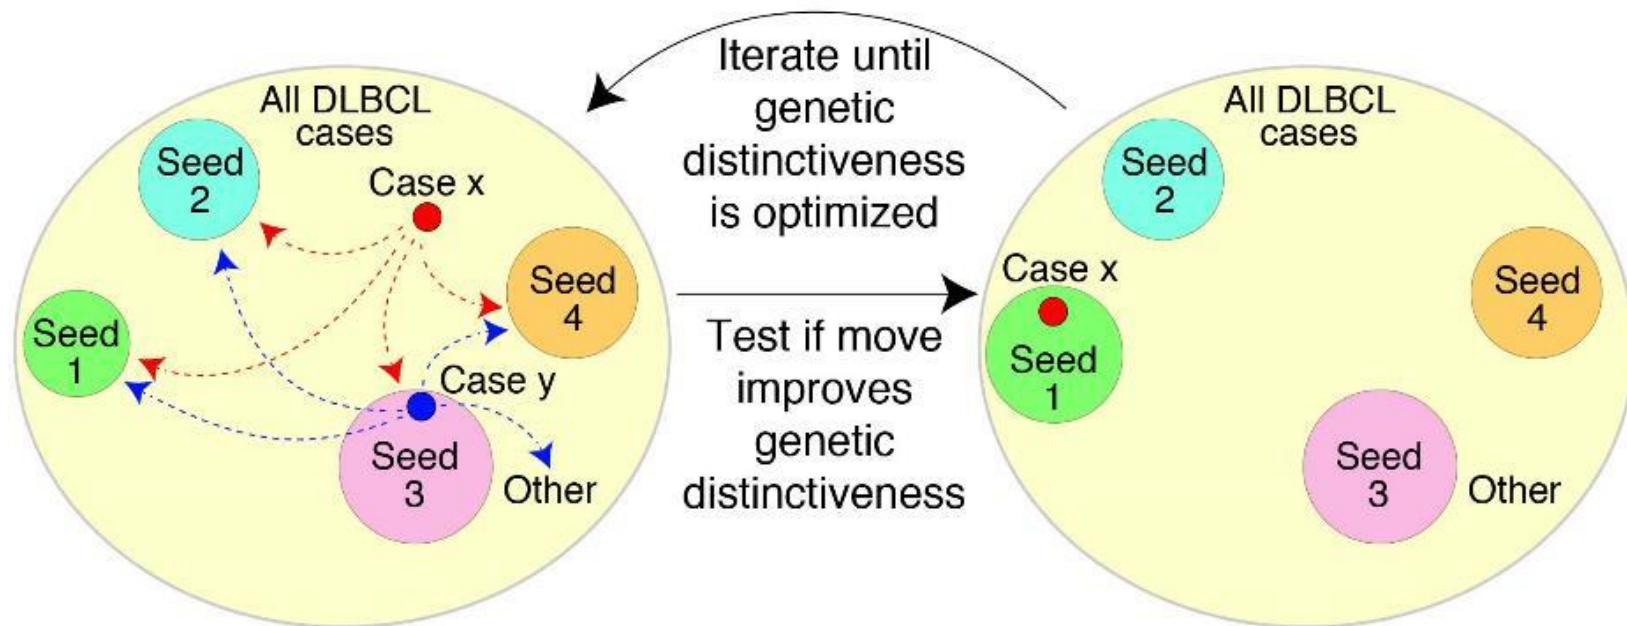 All DLBCL
cases
Seed
2
Case x
Seed
4
Seed
1
Case y
Seed
3
Other
Iterate until
genetic
distinctiveness
is optimized
Test if move
improves
genetic
distinctiveness
All DLBCL
cases
Seed
2
Case x
Seed
4
Seed
1
Seed
3
Other